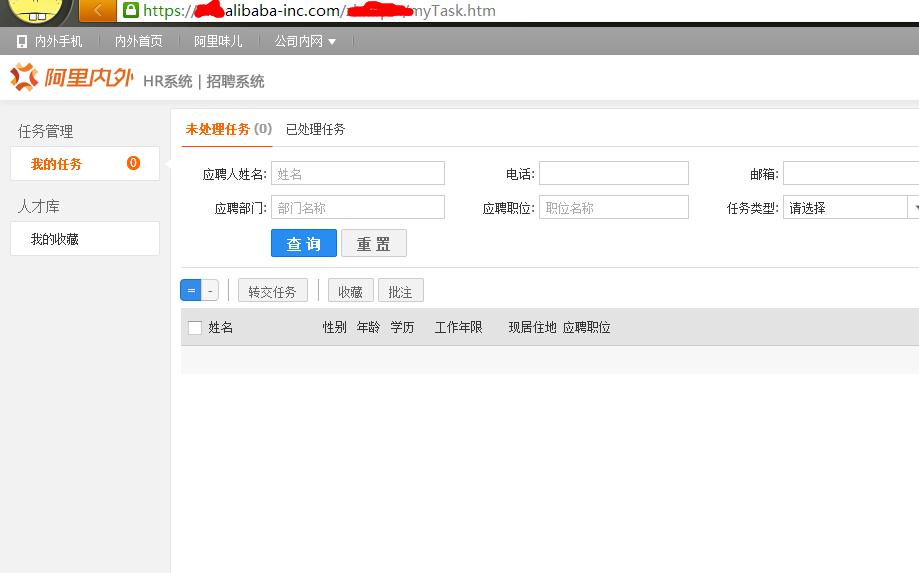 https://alibaba-inc.com/myTask.htm
内外手机 内外首页 阿里味儿 公司内网
阿里内外 HR系统 | 招聘系统
任务管理
我的任务 0
人才库
我的收藏
未处理任务 (0) 已处理任务
应聘人姓名: 姓名 电话: 邮箱:
应聘部门: 部门名称 应聘职位: 职位名称 任务类型: 请选择
查 询 重 置
= - 转交任务 收藏 批注
姓名 性别 年龄 学历 工作年限 现居住地 应聘职位